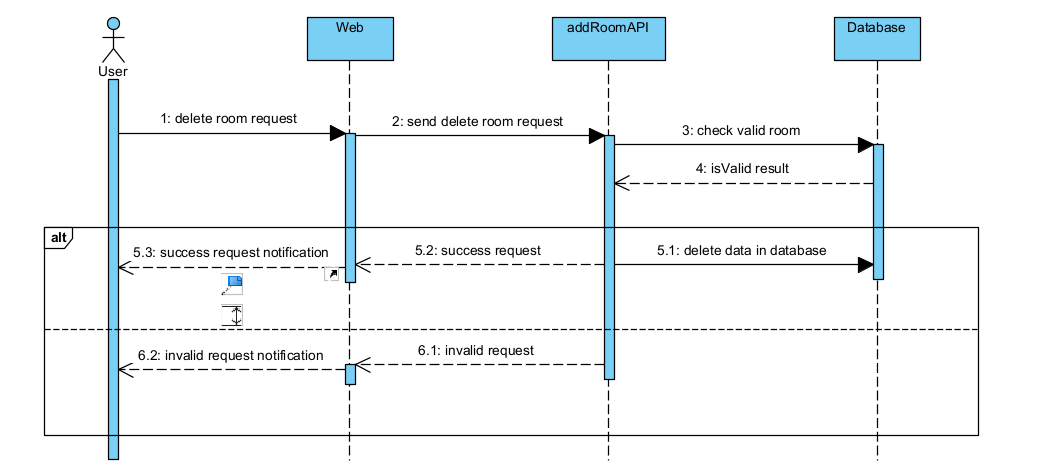 Web
addRoomAPI
Database
User
1: delete room request
2: send delete room request
3: check valid room
4: isValid result
alt
5.3: success request notification
5.2: success request
5.1: delete data in database
6.2: invalid request notification
6.1: invalid request